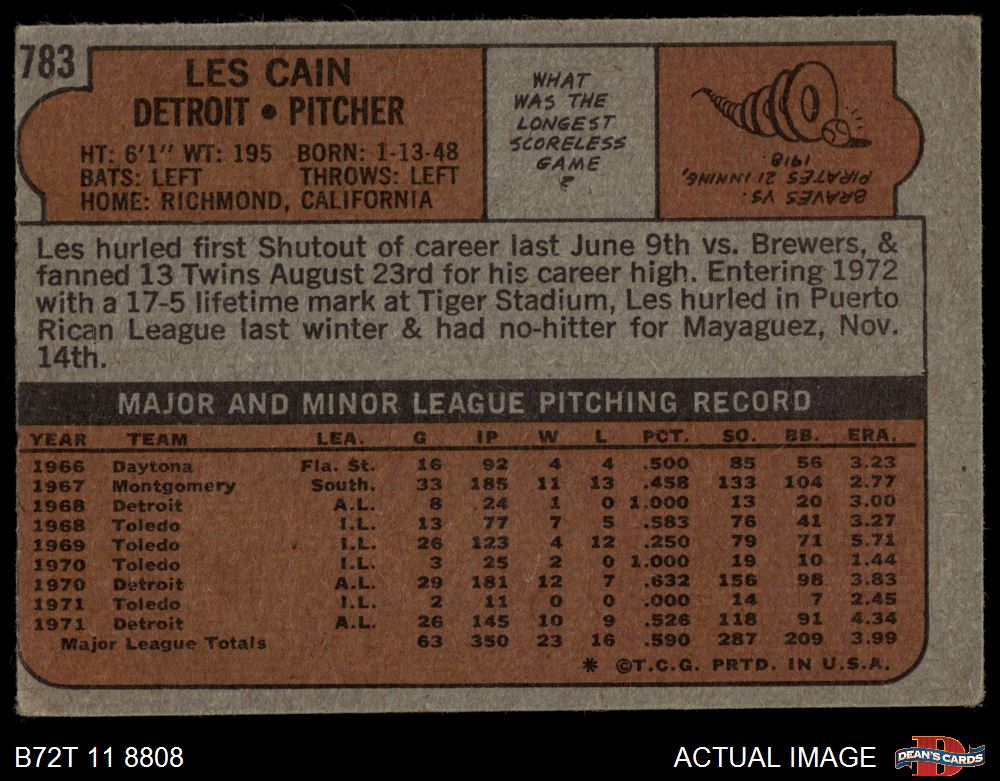 783
LES CAIN
DETROIT • PITCHER
HT: 6'1" WT: 195 BORN: 1-13-48
BATS: LEFT THROWS: LEFT
HOME: RICHMOND, CALIFORNIA
WHAT
WAS THE
LONGEST
SCORELESS
GAME
?
BRAVES VS.
PIRATES 21 INNING,
1918
Les hurled first Shutout of career last June 9th vs. Brewers, &
fanned 13 Twins August 23rd for his career high. Entering 1972
with a 17-5 lifetime mark at Tiger Stadium, Les hurled in Puerto
Rican League last winter & had no-hitter for Mayaguez, Nov.
14th.
MAJOR AND MINOR LEAGUE PITCHING RECORD
YEAR TEAM LEA. G IP W L PCT. SO. BB. ERA.
1966 Daytona Fla. St. 16 92 4 4 .500 85 56 3.23
1967 Montgomery South. 33 185 11 13 .458 133 104 2.77
1968 Detroit A.L. 8 24 1 0 1.000 13 20 3.00
1968 Toledo I.L. 13 77 7 5 .583 76 41 3.27
1969 Toledo I.L. 26 123 4 12 .250 79 71 5.71
1970 Toledo I.L. 3 25 2 0 1.000 19 10 1.44
1970 Detroit A.L. 29 181 12 7 .632 156 98 3.83
1971 Toledo I.L. 2 11 0 0 .000 14 7 2.45
1971 Detroit A.L. 26 145 10 9 .526 118 91 4.34
Major League Totals 63 350 23 16 .590 287 209 3.99
* ©T.C.G. PRTD. IN U.S.A.
B72T 11 8808
ACTUAL IMAGE
D
DEAN'S CARDS